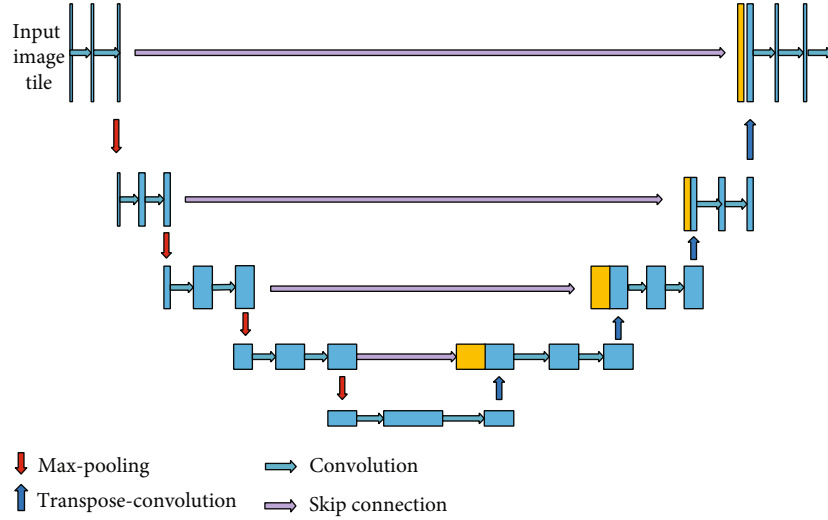 Input
image
tile
Max-pooling
Convolution
Transpose-convolution
Skip connection